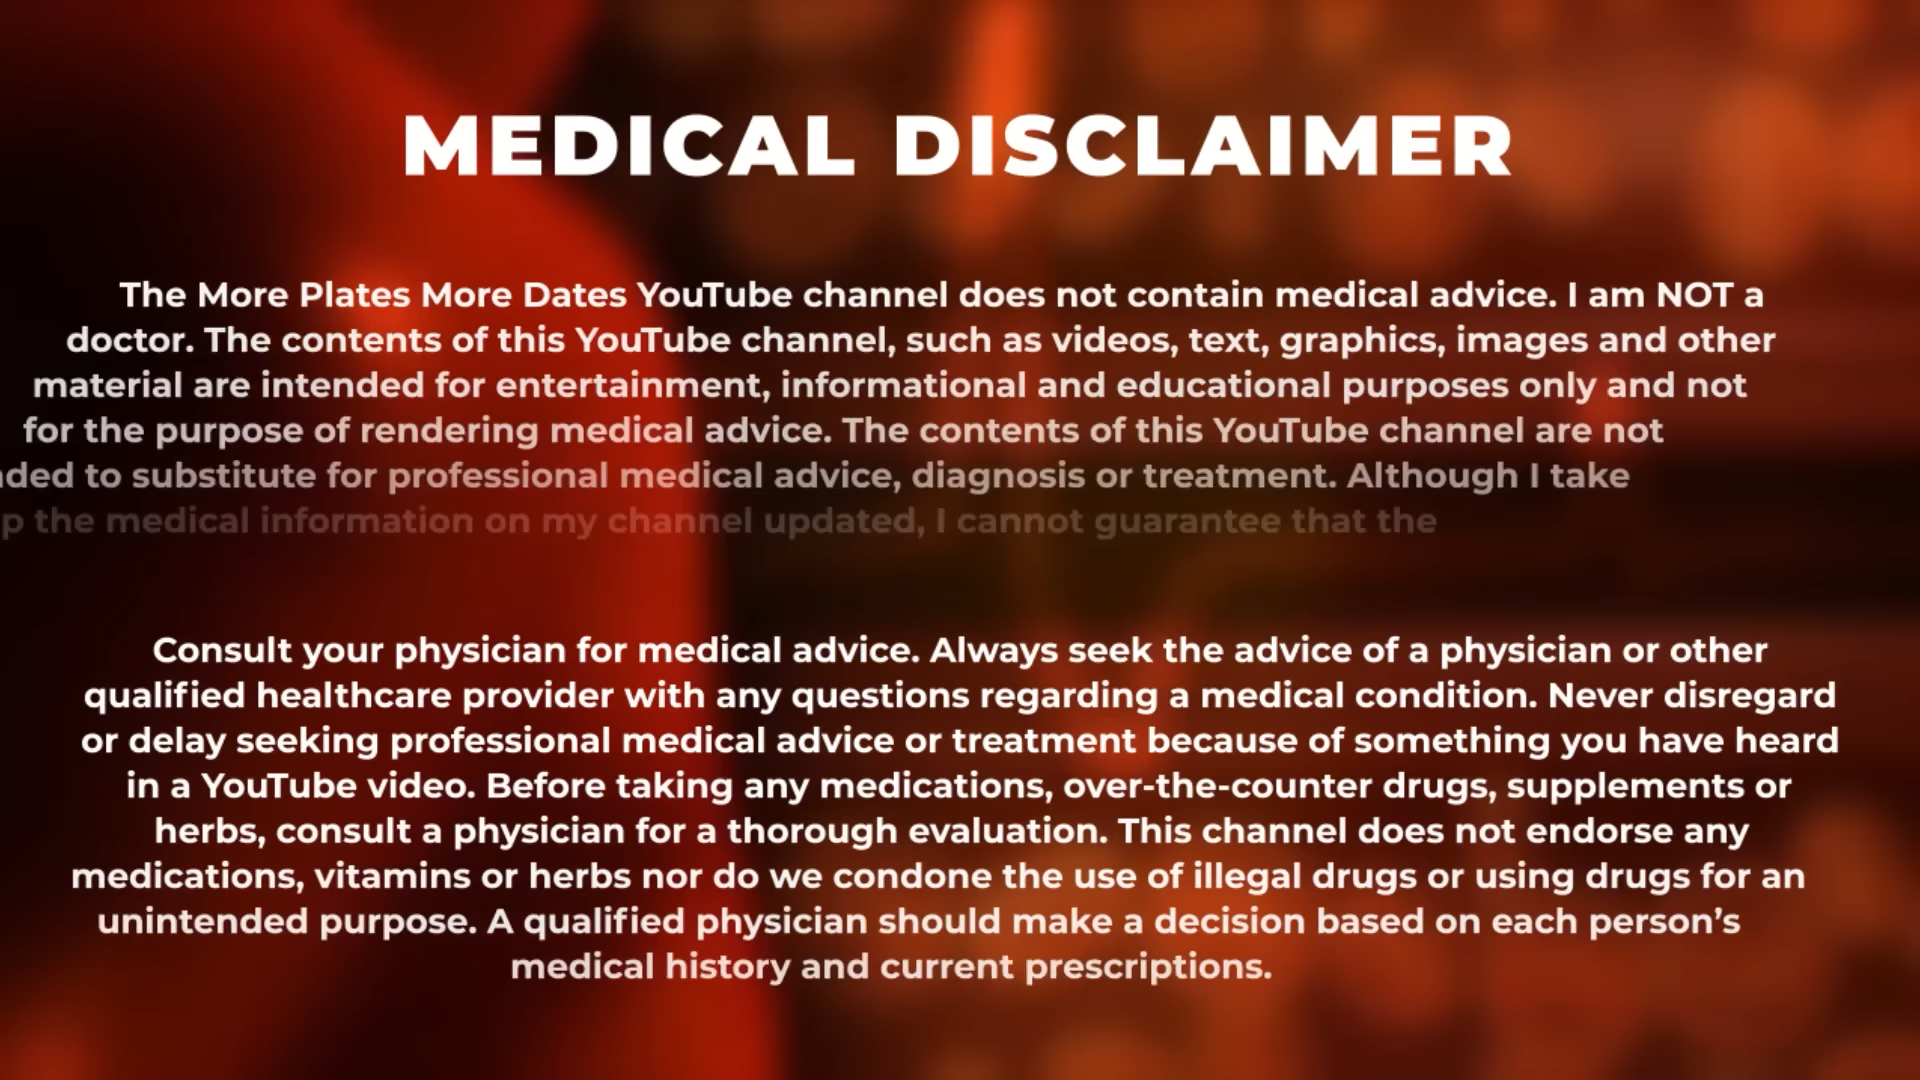 MEDICAL DISCLAIMER
The More Plates More Dates YouTube channel does not contain medical advice. I am NOT a
doctor. The contents of this YouTube channel, such as videos, text, graphics, images and other
material are intended for entertainment, informational and educational purposes only and not
for the purpose of rendering medical advice. The contents of this YouTube channel are not
to substitute for professional medical advice, diagnosis or treatment. Although I take
the medical information on my channel updated, I cannot guarantee that the
Consult your physician for medical advice. Always seek the advice of a physician or other
qualified healthcare provider with any questions regarding a medical condition. Never disregard
or delay seeking professional medical advice or treatment because of something you have heard
in a YouTube video. Before taking any medications, over-the-counter drugs, supplements or
herbs, consult a physician for a thorough evaluation. This channel does not endorse any
medications, vitamins or herbs nor do we condone the use of illegal drugs or using drugs for an
unintended purpose. A qualified physician should make a decision based on each person’s
medical history and current prescriptions.